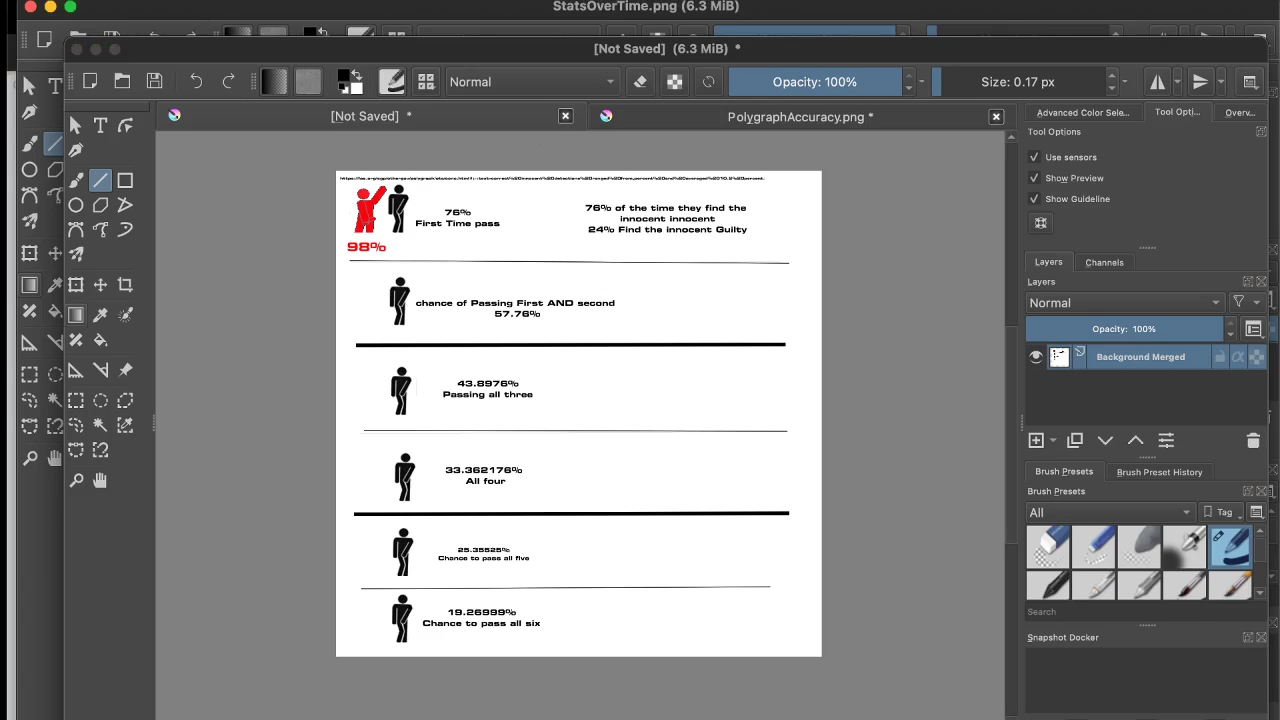 StatsOverTime.png (6.3 MiB)
[Not Saved] (6.3 MiB) *
Normal
Opacity: 100%
Size: 0.17 px
[Not Saved] *
PolygraphAccuracy.png *
Advanced Color Sele...
Tool Opti...
Overv...
Tool Options
Use sensors
Show Preview
Show Guideline
76%
First Time pass
76% of the time they find the
innocent innocent
24% Find the innocent Guilty
98%
chance of Passing First AND second
57.76%
43.8976%
Passing all three
33.362176%
All four
25.35525%
Chance to pass all five
19.26999%
Chance to pass all six
Layers
Channels
Layers
Normal
Opacity: 100%
Background Merged
Brush Presets
Brush Preset History
Brush Presets
All
Tag
Search
Snapshot Docker